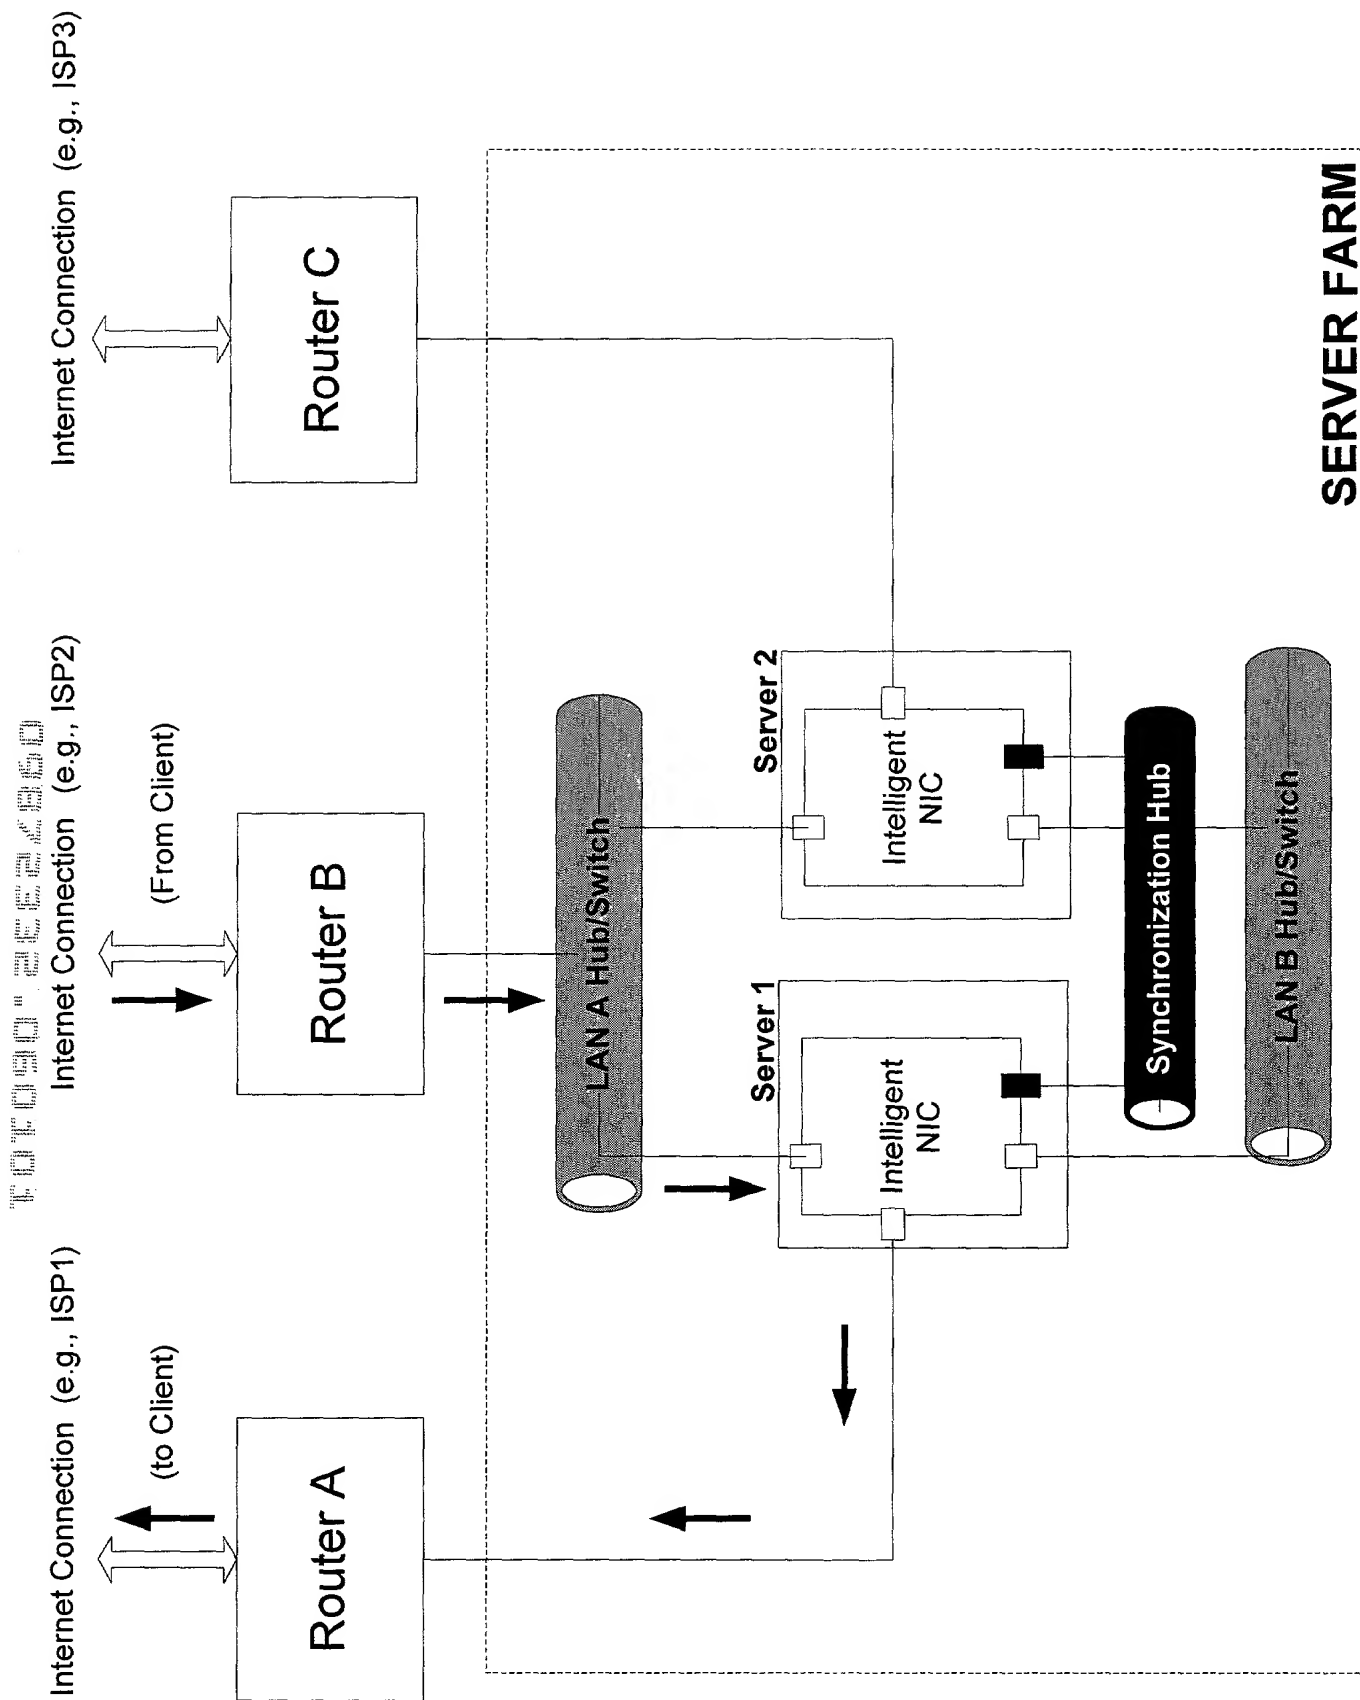 Internet Connection (e.g., ISP1)
Internet Connection (e.g., ISP2)
Internet Connection (e.g., ISP3)
(to Client)
(From Client)
Router A
Router B
Router C
LAN A Hub/Switch
Server 1
Server 2
Intelligent
NIC
Intelligent
NIC
Synchronization Hub
LAN B Hub/Switch
SERVER FARM